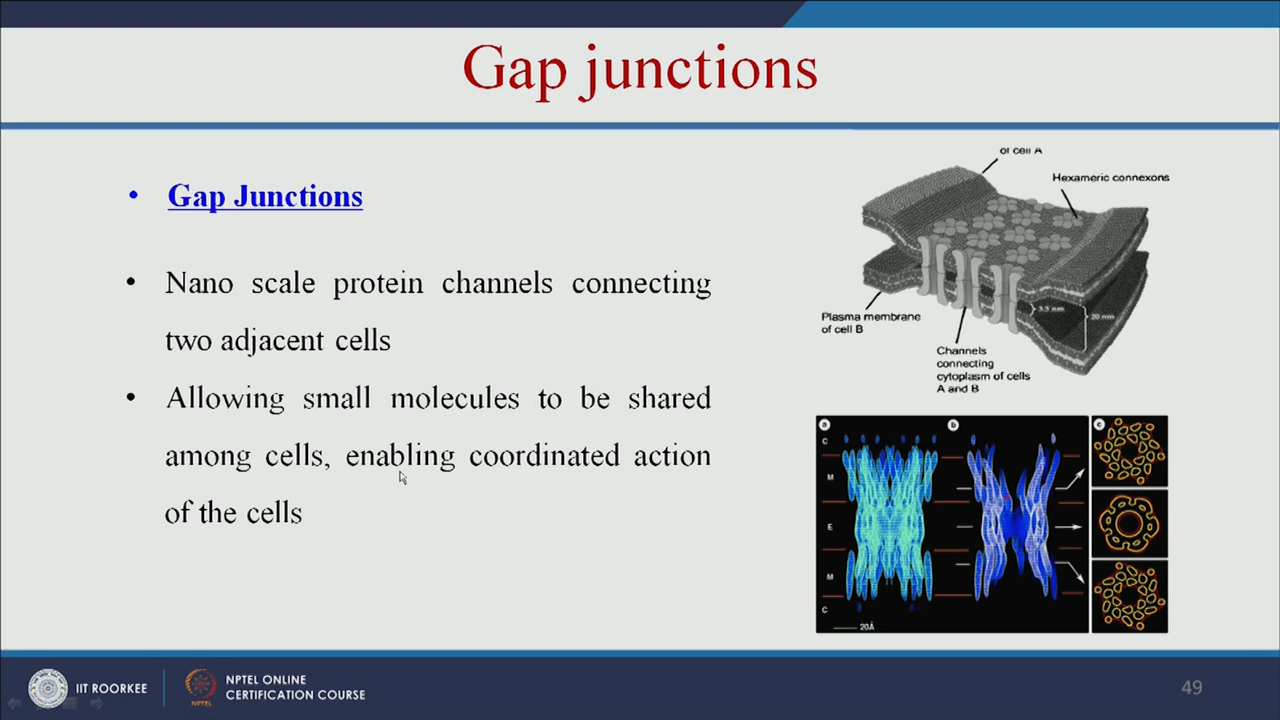 Gap junctions
• Gap Junctions
• Nano scale protein channels connecting
two adjacent cells
• Allowing small molecules to be shared
among cells, enabling coordinated action
of the cells
of cell A
Hexameric connexons
3.5 nm
20 nm
Plasma membrane
of cell B
Channels
connecting
cytoplasm of cells
A and B
a
b
c
C
M
E
M
C
20Å
IIT ROORKEE
NPTEL
NPTEL ONLINE
CERTIFICATION COURSE
49